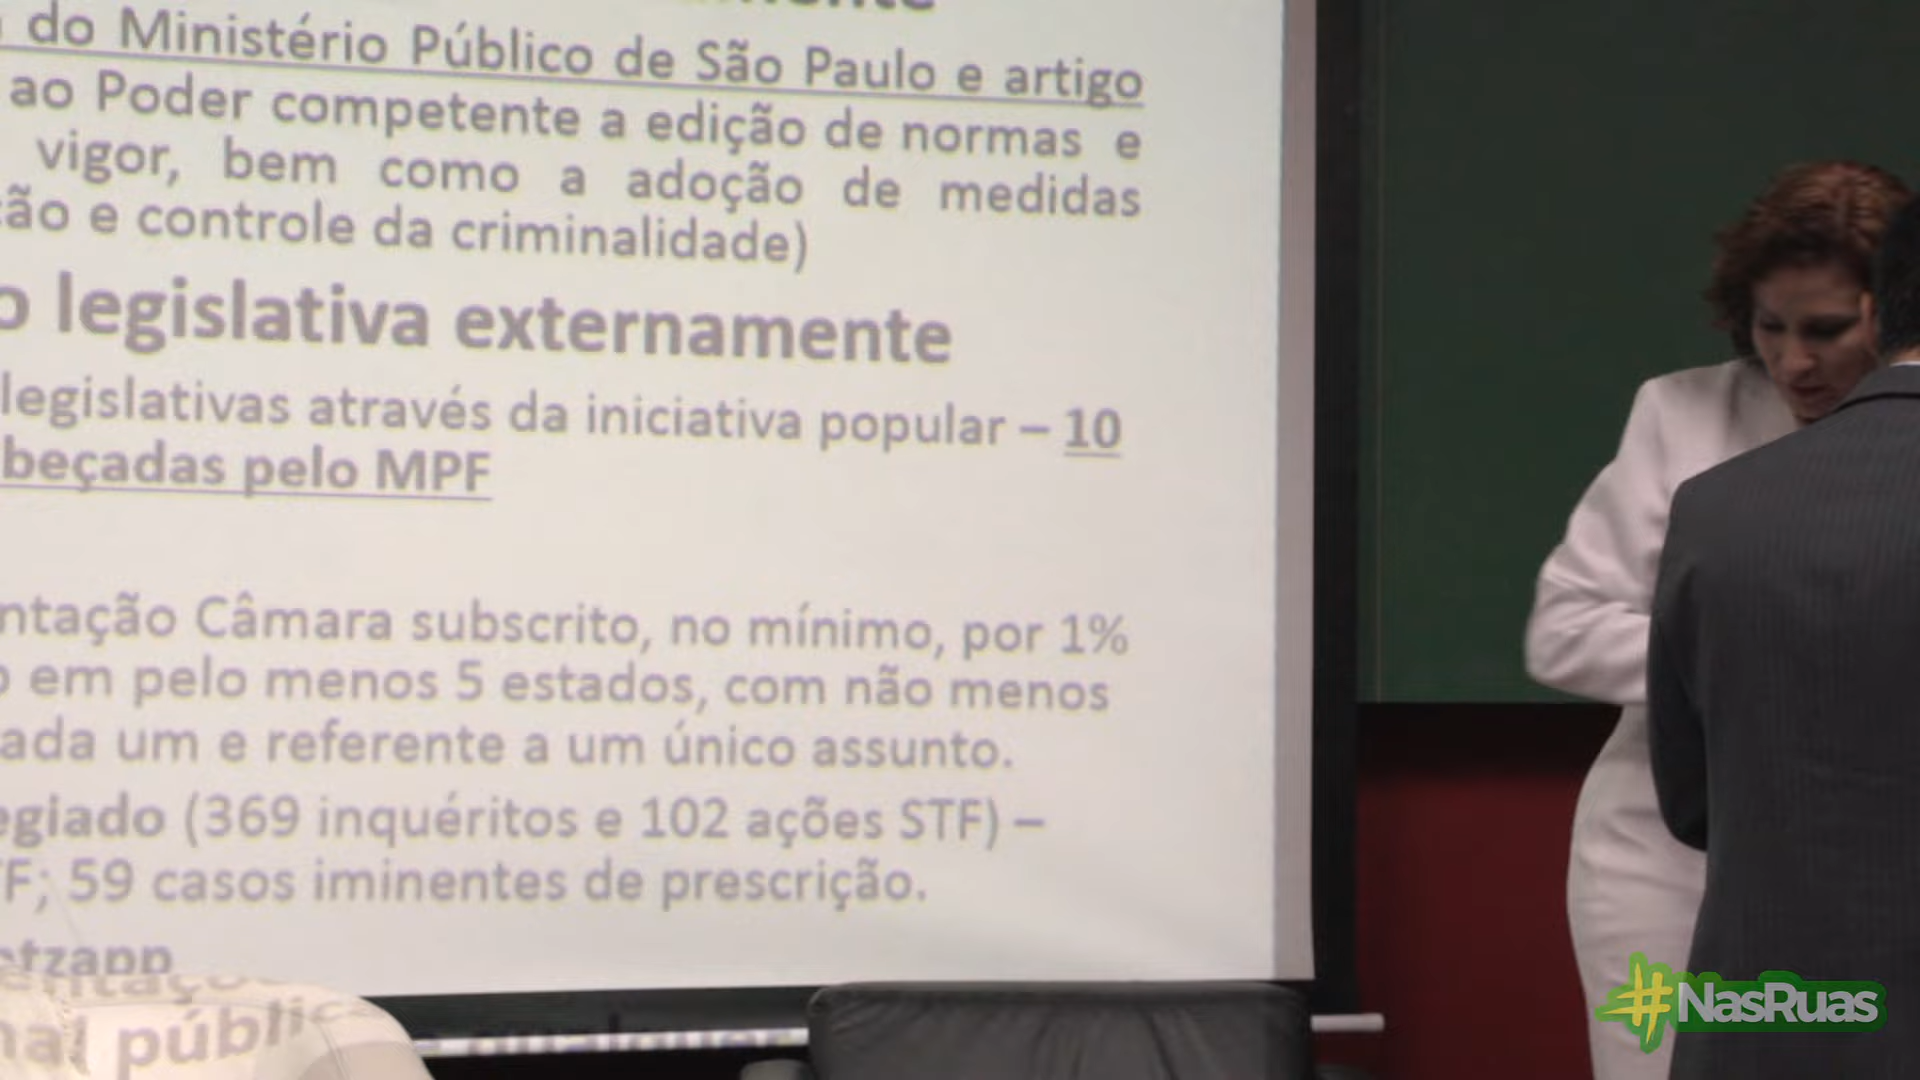 do Ministério Público de São Paulo e artigo
ao Poder competente a edição de normas e
vigor, bem como a adoção de medidas
ão e controle da criminalidade)
o legislativa externamente
legislativas através da iniciativa popular – 10
beçadas pelo MPF
ntação Câmara subscrito, no mínimo, por 1%
o em pelo menos 5 estados, com não menos
ada um e referente a um único assunto.
egiado (369 inquéritos e 102 ações STF) –
F; 59 casos iminentes de prescrição.
atzapp
nal públic
#NasRuas